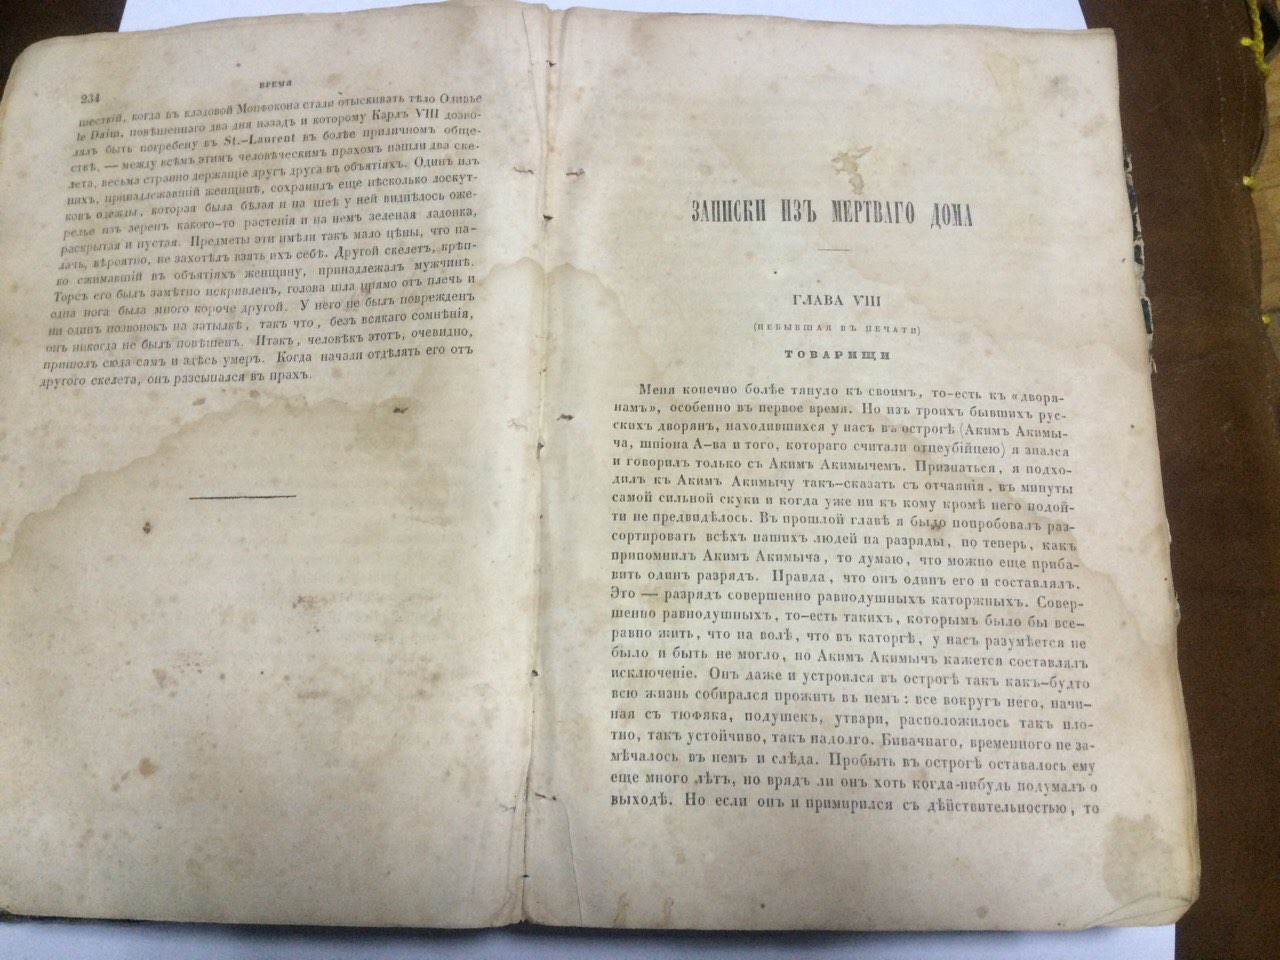 234
ВРЕМЯ
шествій, когда въ кладовой Монфокона стали отыскивать тѣло Оливье
le Daim, повѣшеннаго два дня назадъ и которому Карлъ VIII дозво-
лялъ быть погребену въ St.-Laurent въ болѣе приличномъ обще-
ствѣ, — между всѣмъ этимъ человѣческимъ прахомъ нашли два ске-
лета, весьма странно держащіе другъ друга въ объятіяхъ. Одинъ изъ
нихъ, принадлежавшій женщинѣ, сохранилъ еще нѣсколько лоскут-
ковъ одежды, которая была бѣлая и на шеѣ у ней виднѣлось оже-
релье изъ зеренъ какого-то растенія и на немъ зеленая ладонка,
раскрытая и пустая. Предметы эти имѣли такъ мало цѣны, что па-
лачъ, вѣроятно, не захотѣлъ взять ихъ себѣ. Другой скелетъ, крѣп-
ко сжимавшій въ объятіяхъ женщину, принадлежалъ мужчинѣ.
Торсъ его былъ замѣтно искривленъ, голова шла прямо отъ плечъ и
одна нога была много короче другой. У него не былъ поврежденъ
ни одинъ позвонокъ на затылкѣ, такъ что, безъ всякаго сомнѣнія,
онъ никогда не былъ повѣшенъ. Итакъ, человѣкъ этотъ, очевидно,
пришолъ сюда самъ и здѣсь умеръ. Когда начали отдѣлять его отъ
другого скелета, онъ разсыпался въ прахъ.
ЗАПИСКИ ИЗЪ МЕРТВАГО ДОМА
ГЛАВА VIII
(НЕБЫВШАЯ ВЪ ПЕЧАТИ)
ТОВАРИЩИ
Меня конечно болѣе тянуло къ своимъ, то-есть къ «дворя-
намъ», особенно въ первое время. Но изъ троихъ бывшихъ рус-
скихъ дворянъ, находившихся у насъ въ острогѣ (Акимъ Акимы-
ча, шпіона А-ва и того, котораго считали отцеубійцею) я знался
и говорилъ только съ Акимъ Акимычемъ. Признаться, я подхо-
дилъ къ Акимъ Акимычу такъ-сказать съ отчаянія, въ минуты
самой сильной скуки и когда уже ни къ кому кромѣ него подой-
ти не предвидѣлось. Въ прошлой главѣ я было попробовалъ раз-
сортировать всѣхъ нашихъ людей на разряды, но теперь, какъ
припомнилъ Акимъ Акимыча, то думаю, что можно еще приба-
вить одинъ разрядъ. Правда, что онъ одинъ его и составлялъ.
Это — разрядъ совершенно равнодушныхъ каторжныхъ. Совер-
шенно равнодушныхъ, то-есть такихъ, которымъ было бы все-
равно жить, что на волѣ, что въ каторгѣ, у насъ разумѣется не
было и быть не могло, но Акимъ Акимычъ кажется составлялъ
исключеніе. Онъ даже и устроился въ острогѣ такъ какъ-будто
всю жизнь собирался прожить въ немъ: все вокругъ него, начи-
ная съ тюфяка, подушекъ, утвари, расположилось такъ пло-
тно, такъ устойчиво, такъ надолго. Бивачнаго, временного не за-
мѣчалось въ немъ и слѣда. Пробыть въ острогѣ оставалось ему
еще много лѣтъ, но врядъ ли онъ хоть когда-нибудь подумалъ о
выходѣ. Но если онъ и примирился съ дѣйствительностью, то